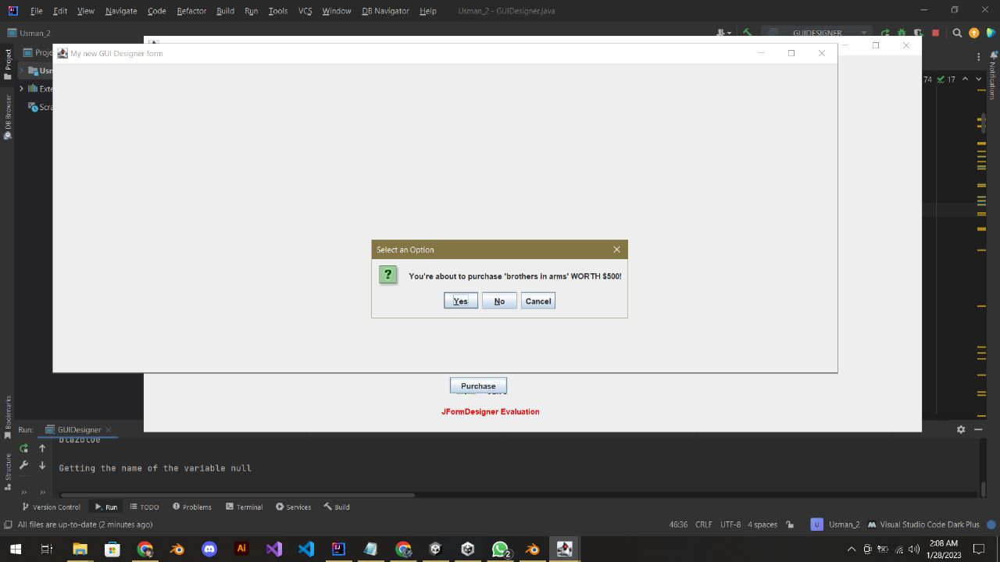 File Edit View Navigate Code Refactor Build Run Tools VCS Window DB Navigator Help Usman_2 - GUIDesigner.java
Usman_2
GUIDESIGNER
My new GUI Designer form
Project
74 17
Notifications
DB Browser
Select an Option
You're about to purchase 'brothers in arms' WORTH $500!
Yes No Cancel
Purchase
JFormDesigner Evaluation
Bookmarks
Structure
Run: GUIDesigner
blazblue
Getting the name of the variable null
Version Control Run TODO Problems Terminal Services Build
All files are up-to-date (2 minutes ago) 46:36 CRLF UTF-8 4 spaces U Usman_2 Visual Studio Code Dark Plus
Ai 2 2:08 AM
1/28/2023